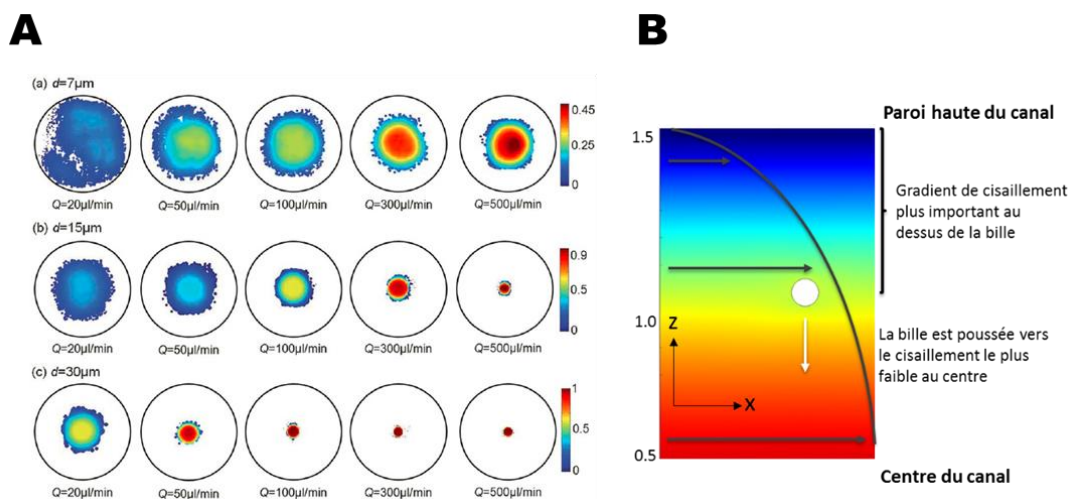 A
(a) d=7µm
0.45
0.25
0
Q=20µl/min Q=50µl/min Q=100µl/min Q=300µl/min Q=500µl/min
(b) d=15µm
0.9
0.5
0
Q=20µl/min Q=50µl/min Q=100µl/min Q=300µl/min Q=500µl/min
(c) d=30µm
1
0.5
0
Q=20µl/min Q=50µl/min Q=100µl/min Q=300µl/min Q=500µl/min
B
Paroi haute du canal
1.5
Gradient de cisaillement
plus important au
dessus de la bille
1.0
Z
X
La bille est poussée vers
le cisaillement le plus
faible au centre
0.5
Centre du canal